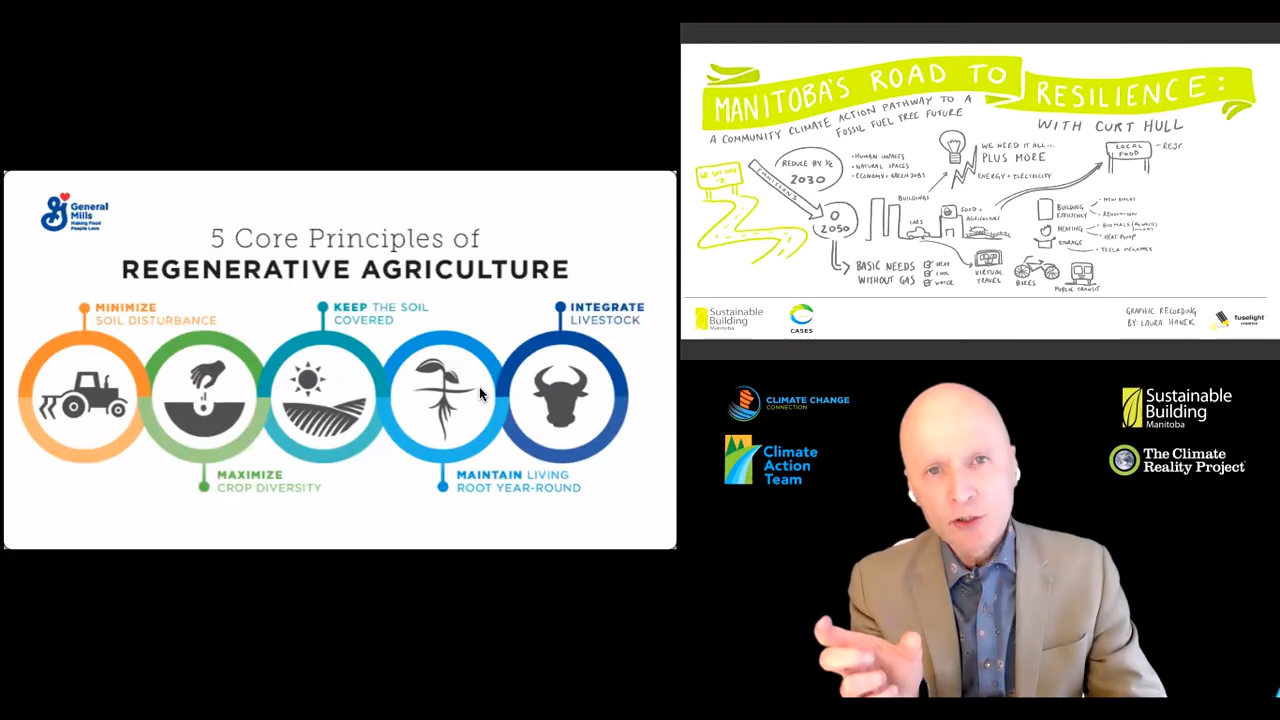 General
Mills
Making Food
People Love
5 Core Principles of
REGENERATIVE AGRICULTURE
MINIMIZE
SOIL DISTURBANCE
KEEP THE SOIL
COVERED
INTEGRATE
LIVESTOCK
MAXIMIZE
CROP DIVERSITY
MAINTAIN LIVING
ROOT YEAR-ROUND
MANITOBA'S ROAD TO
RESILIENCE:
A COMMUNITY CLIMATE ACTION PATHWAY TO A
FOSSIL FUEL FREE FUTURE
WITH CURT HULL
EMISSIONS
REDUCE BY 1/2
2030
• HUMAN IMPACTS
• NATURAL SPACES
• ECONOMY + GREEN JOBS
WE NEED IT ALL...
PLUS MORE
ENERGY + ELECTRICITY
LOCAL
FOOD
0
2050
BUILDINGS
CARS
FOOD +
AGRICULTURE
BUILDING
EFFICIENCY
- NEW BUILDS
- RENOVATION
HEATING
- HEAT PUMP
STORAGE
BASIC NEEDS
WITHOUT GAS
HEAT
COOL
WATER
VIRTUAL
TRAVEL
BIKES
PUBLIC TRANSIT
Sustainable
Building
Manitoba
CASES
GRAPHIC RECORDING
BY: LAURA HANEK
fuselight
creative
CLIMATE CHANGE
CONNECTION
Sustainable
Building
Manitoba
Climate
Action
Team
The Climate
Reality Project